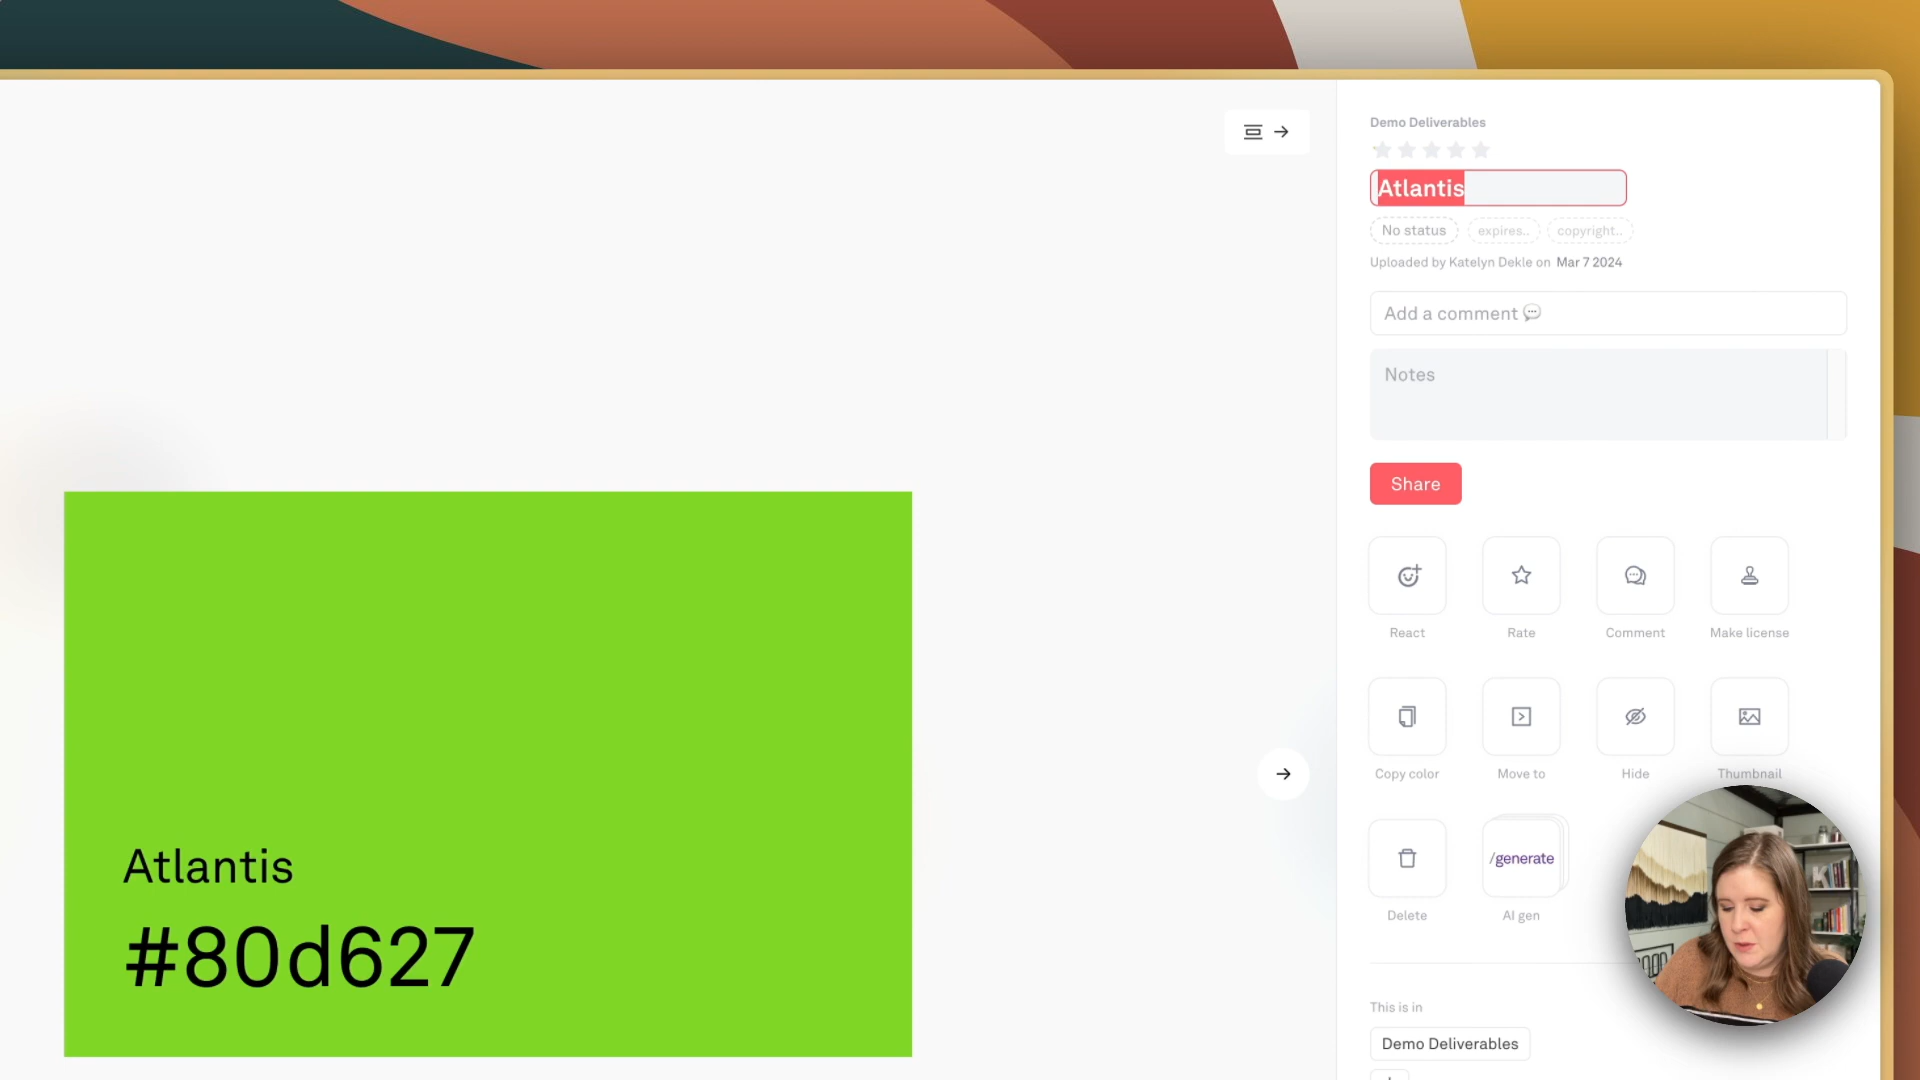 Demo Deliverables
Atlantis
No status expires.. copyright..
Uploaded by Katelyn Dekle on Mar 7 2024
Add a comment 💬
Notes
Share
React Rate Comment Make license
Copy color Move to Hide Thumbnail
/generate
Delete AI gen
This is in
Demo Deliverables
Atlantis
#80d627
K